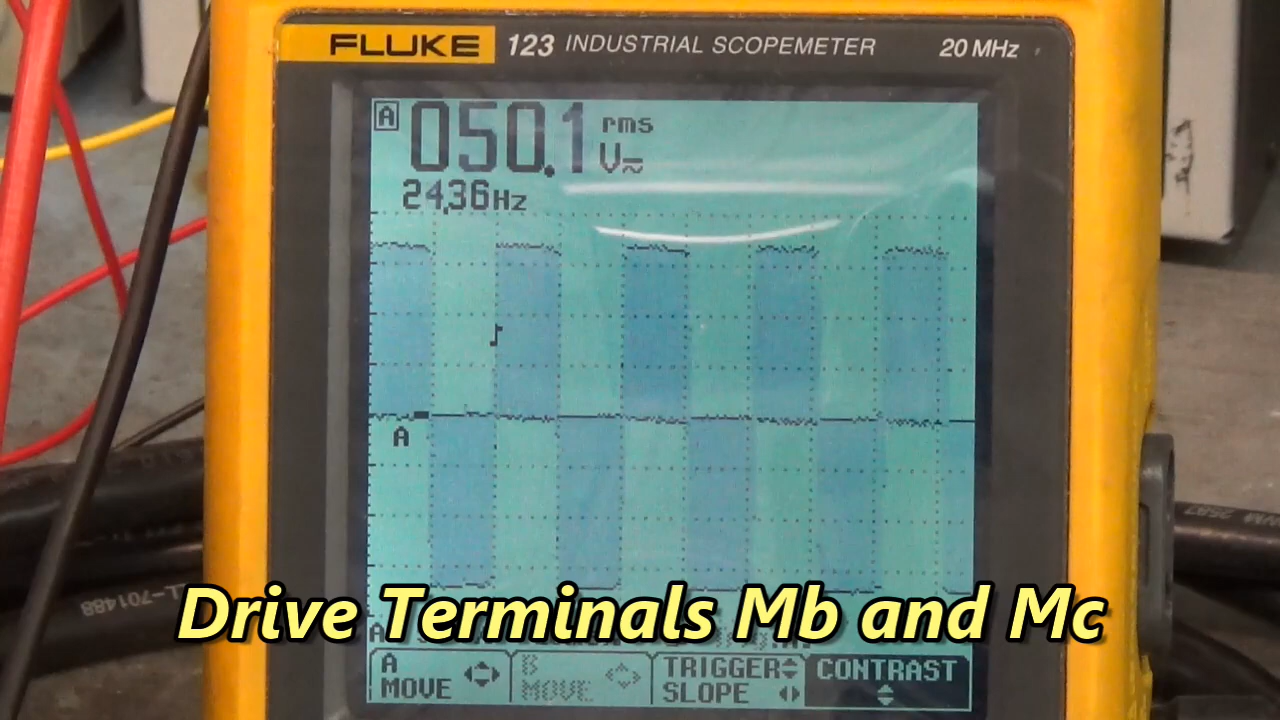 FLUKE 123 INDUSTRIAL SCOPEMETER 20 MHz
A 050.1 rms V
24,36Hz
A
Drive Terminals Mb and Mc
A MOVE B MOVE TRIGGER SLOPE CONTRAST